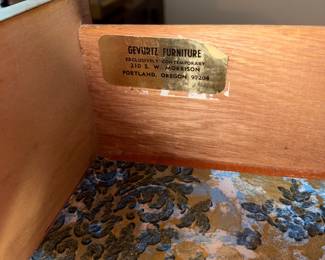 GEVURTZ FURNITURE
EXCLUSIVELY CONTEMPORARY
210 S. W. MORRISON
PORTLAND, OREGON 97204